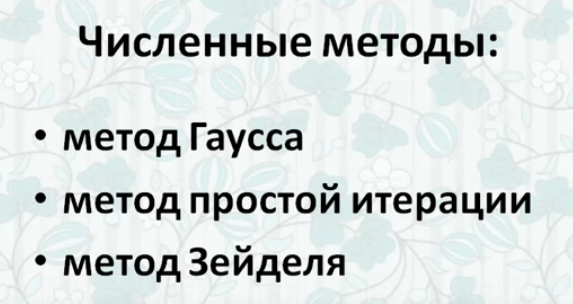 Численные методы:
• метод Гаусса
• метод простой итерации
• метод Зейделя